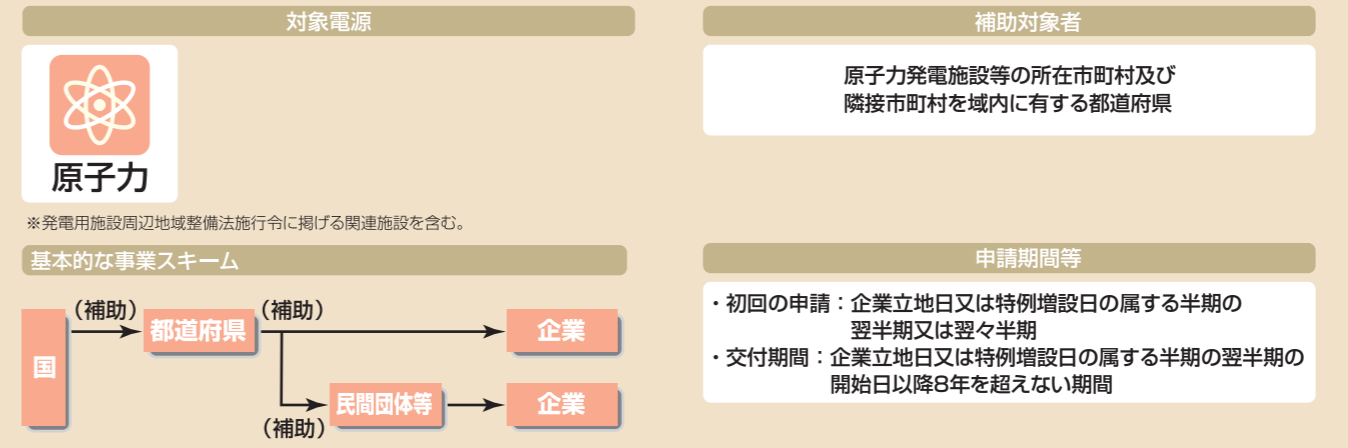 対象電源
原子力
※発電用施設周辺地域整備法施行令に掲げる関連施設を含む。
補助対象者
原子力発電施設等の所在市町村及び
隣接市町村を域内に有する都道府県
基本的な事業スキーム
国
（補助）
都道府県
（補助）
企業
（補助）
民間団体等
企業
申請期間等
・初回の申請：企業立地日又は特例増設日の属する半期の
翌半期又は翌々半期
・交付期間：企業立地日又は特例増設日の属する半期の翌半期の
開始日以降8年を超えない期間